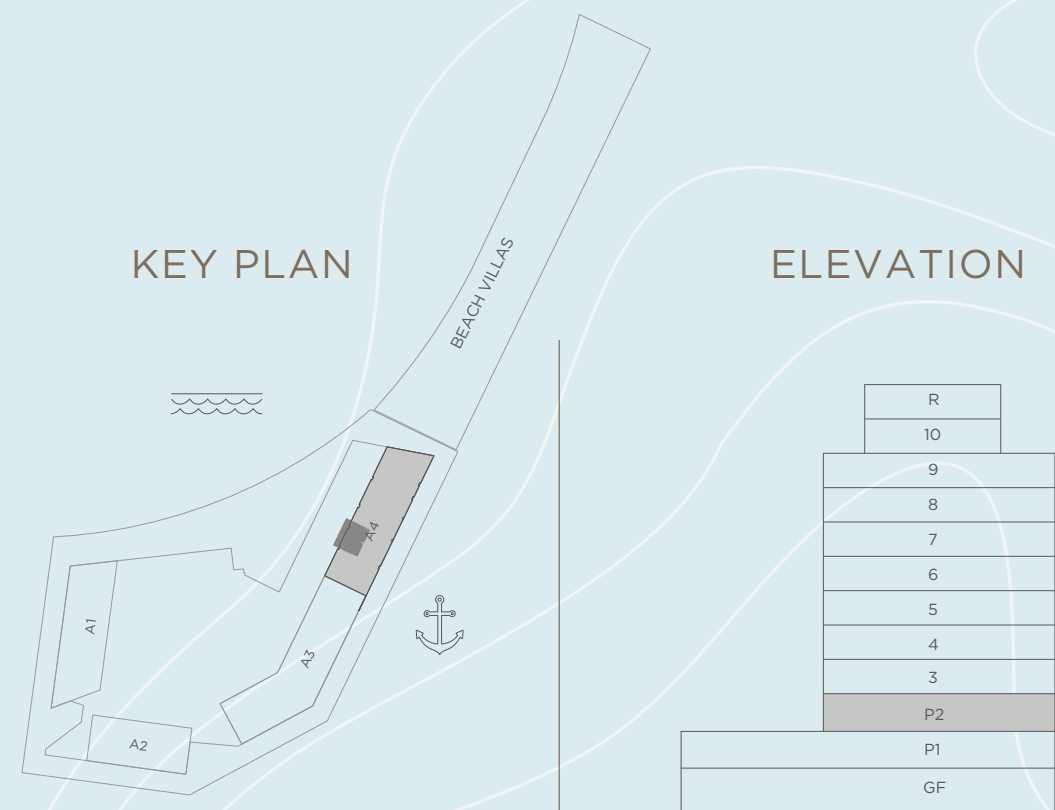 KEY PLAN
ELEVATION
BEACH VILLAS
A4
A3
A1
A2
R
10
9
8
7
6
5
4
3
P2
P1
GF